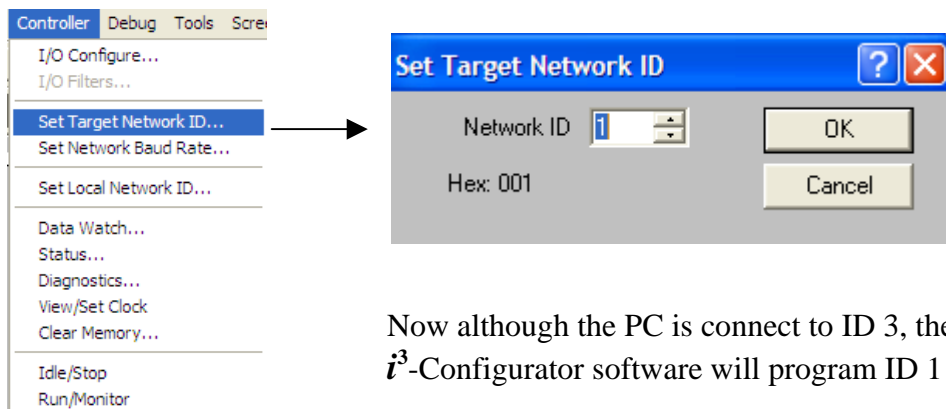 Controller Debug Tools Scree
I/O Configure...
I/O Filters...
Set Target Network ID...
Set Network Baud Rate...
Set Local Network ID...
Data Watch...
Status...
Diagnostics...
View/Set Clock
Clear Memory...
Idle/Stop
Run/Monitor
Set Target Network ID
Network ID 1 OK
Hex: 001 Cancel
Now although the PC is connect to ID 3, the
i³-Configurator software will program ID 1